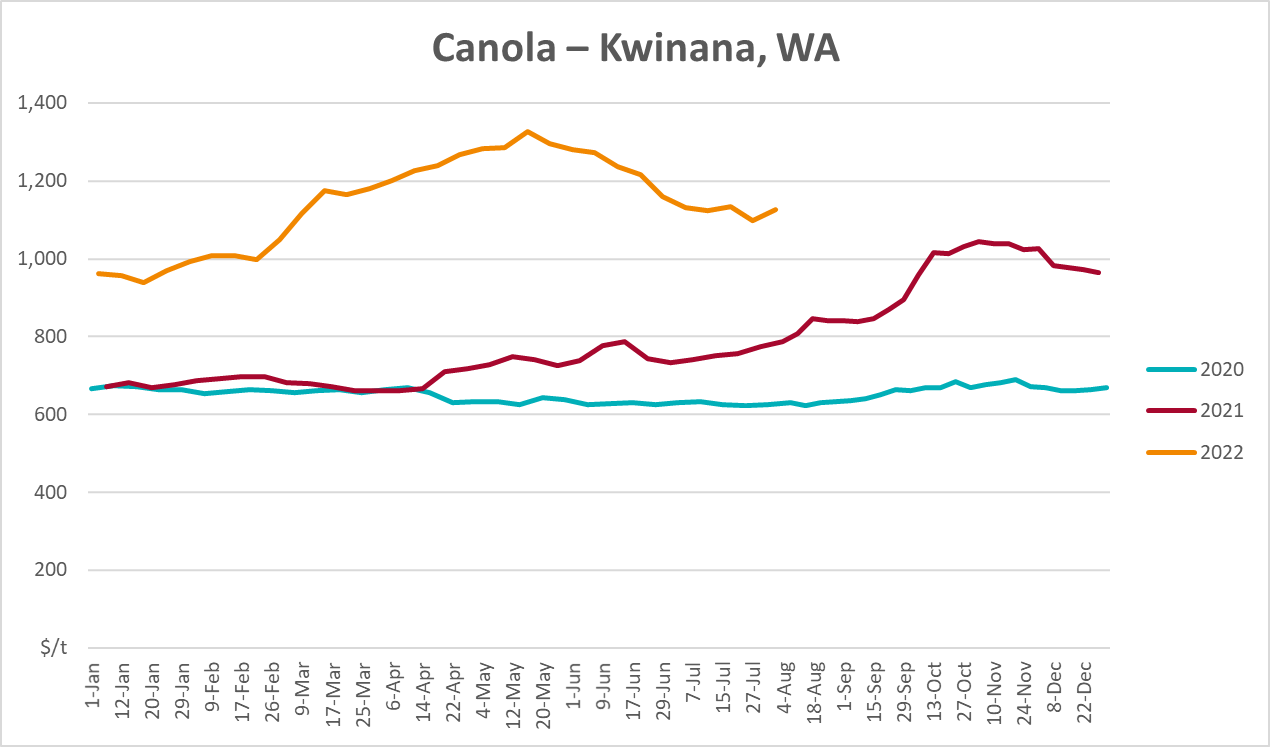 Canola – Kwinana, WA
1,400
1,200
1,000
800
600
400
200
$/t
1-Jan
12-Jan
20-Jan
29-Jan
9-Feb
17-Feb
26-Feb
9-Mar
17-Mar
25-Mar
6-Apr
14-Apr
22-Apr
4-May
12-May
20-May
1-Jun
9-Jun
17-Jun
29-Jun
7-Jul
15-Jul
27-Jul
4-Aug
18-Aug
1-Sep
15-Sep
29-Sep
13-Oct
27-Oct
10-Nov
24-Nov
8-Dec
22-Dec
2020
2021
2022